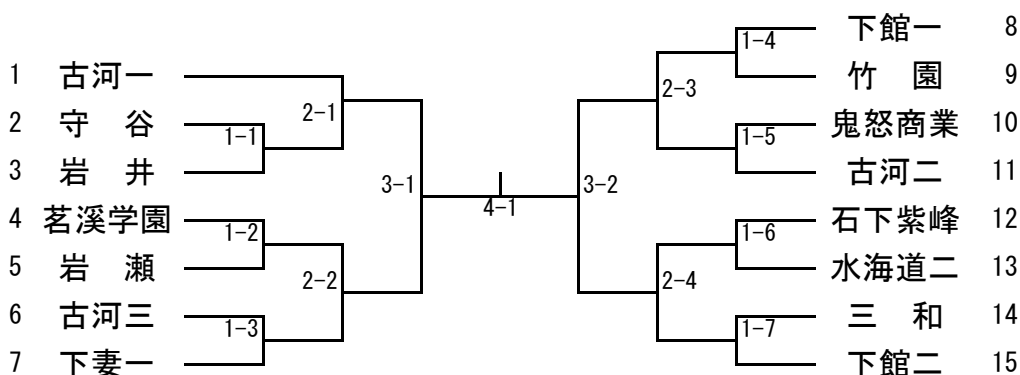 下館一 8
1-4
1 古河一
竹 園 9
2-3
2 守 谷
2-1
鬼怒商業 10
1-1
1-5
3 岩 井
古河二 11
3-1
3-2
4-1
4 茗溪学園
石下紫峰 12
1-2
1-6
5 岩 瀬
水海道二 13
2-2
2-4
6 古河三
三 和 14
1-3
1-7
7 下妻一
下館二 15